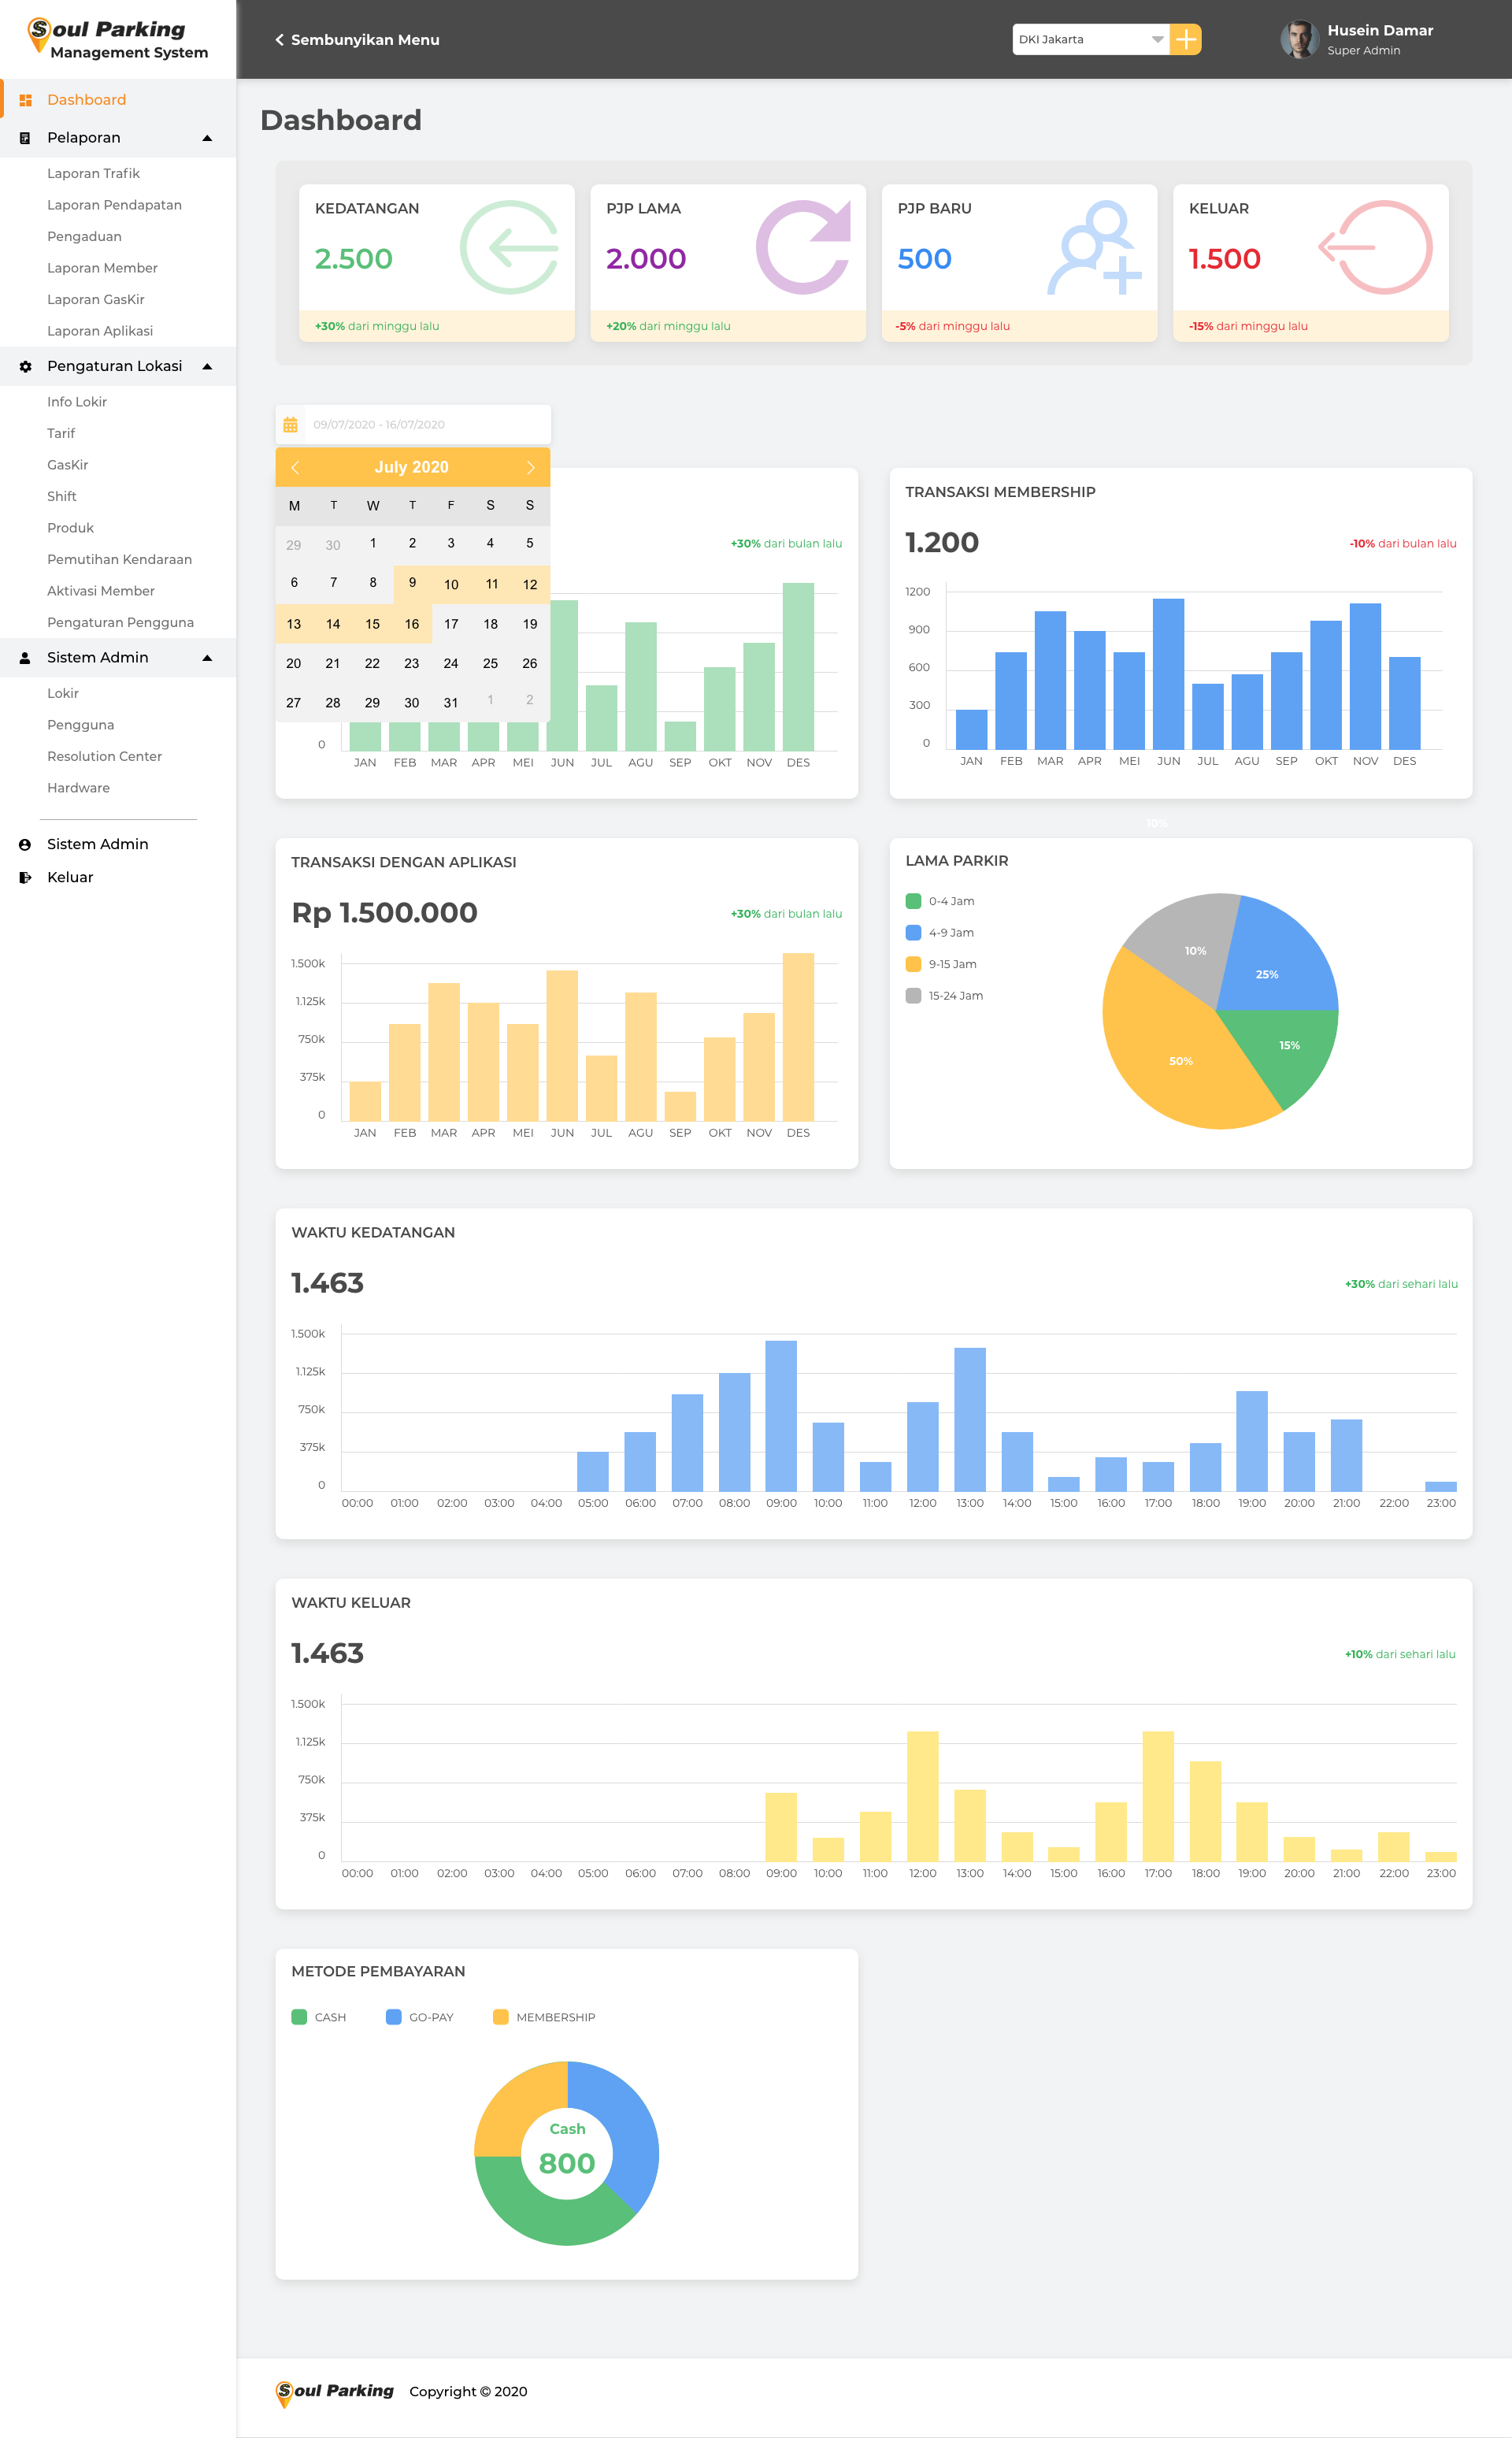 Soul Parking
Management System
Sembunyikan Menu
DKI Jakarta
Husein Damar
Super Admin
Dashboard
Pelaporan
Laporan Trafik
Laporan Pendapatan
Pengaduan
Laporan Member
Laporan GasKir
Laporan Aplikasi
Pengaturan Lokasi
Info Lokir
Tarif
GasKir
Shift
Produk
Pemutihan Kendaraan
Aktivasi Member
Pengaturan Pengguna
Sistem Admin
Lokir
Pengguna
Resolution Center
Hardware
Sistem Admin
Keluar
Dashboard
KEDATANGAN
2.500
+30% dari minggu lalu
PJP LAMA
2.000
+20% dari minggu lalu
PJP BARU
500
-5% dari minggu lalu
KELUAR
1.500
-15% dari minggu lalu
09/07/2020 - 16/07/2020
July 2020
M T W T F S S
29 30 1 2 3 4 5
6 7 8 9 10 11 12
13 14 15 16 17 18 19
20 21 22 23 24 25 26
27 28 29 30 31 1 2
+30% dari bulan lalu
0
JAN FEB MAR APR MEI JUN JUL AGU SEP OKT NOV DES
TRANSAKSI MEMBERSHIP
1.200
-10% dari bulan lalu
1200
900
600
300
0
JAN FEB MAR APR MEI JUN JUL AGU SEP OKT NOV DES
10%
TRANSAKSI DENGAN APLIKASI
Rp 1.500.000
+30% dari bulan lalu
1.500k
1.125k
750k
375k
0
JAN FEB MAR APR MEI JUN JUL AGU SEP OKT NOV DES
LAMA PARKIR
0-4 Jam
4-9 Jam
9-15 Jam
15-24 Jam
10%
25%
15%
50%
WAKTU KEDATANGAN
1.463
+30% dari sehari lalu
1.500k
1.125k
750k
375k
0
00:00 01:00 02:00 03:00 04:00 05:00 06:00 07:00 08:00 09:00 10:00 11:00 12:00 13:00 14:00 15:00 16:00 17:00 18:00 19:00 20:00 21:00 22:00 23:00
WAKTU KELUAR
1.463
+10% dari sehari lalu
1.500k
1.125k
750k
375k
0
00:00 01:00 02:00 03:00 04:00 05:00 06:00 07:00 08:00 09:00 10:00 11:00 12:00 13:00 14:00 15:00 16:00 17:00 18:00 19:00 20:00 21:00 22:00 23:00
METODE PEMBAYARAN
CASH GO-PAY MEMBERSHIP
Cash
800
Soul Parking Copyright © 2020